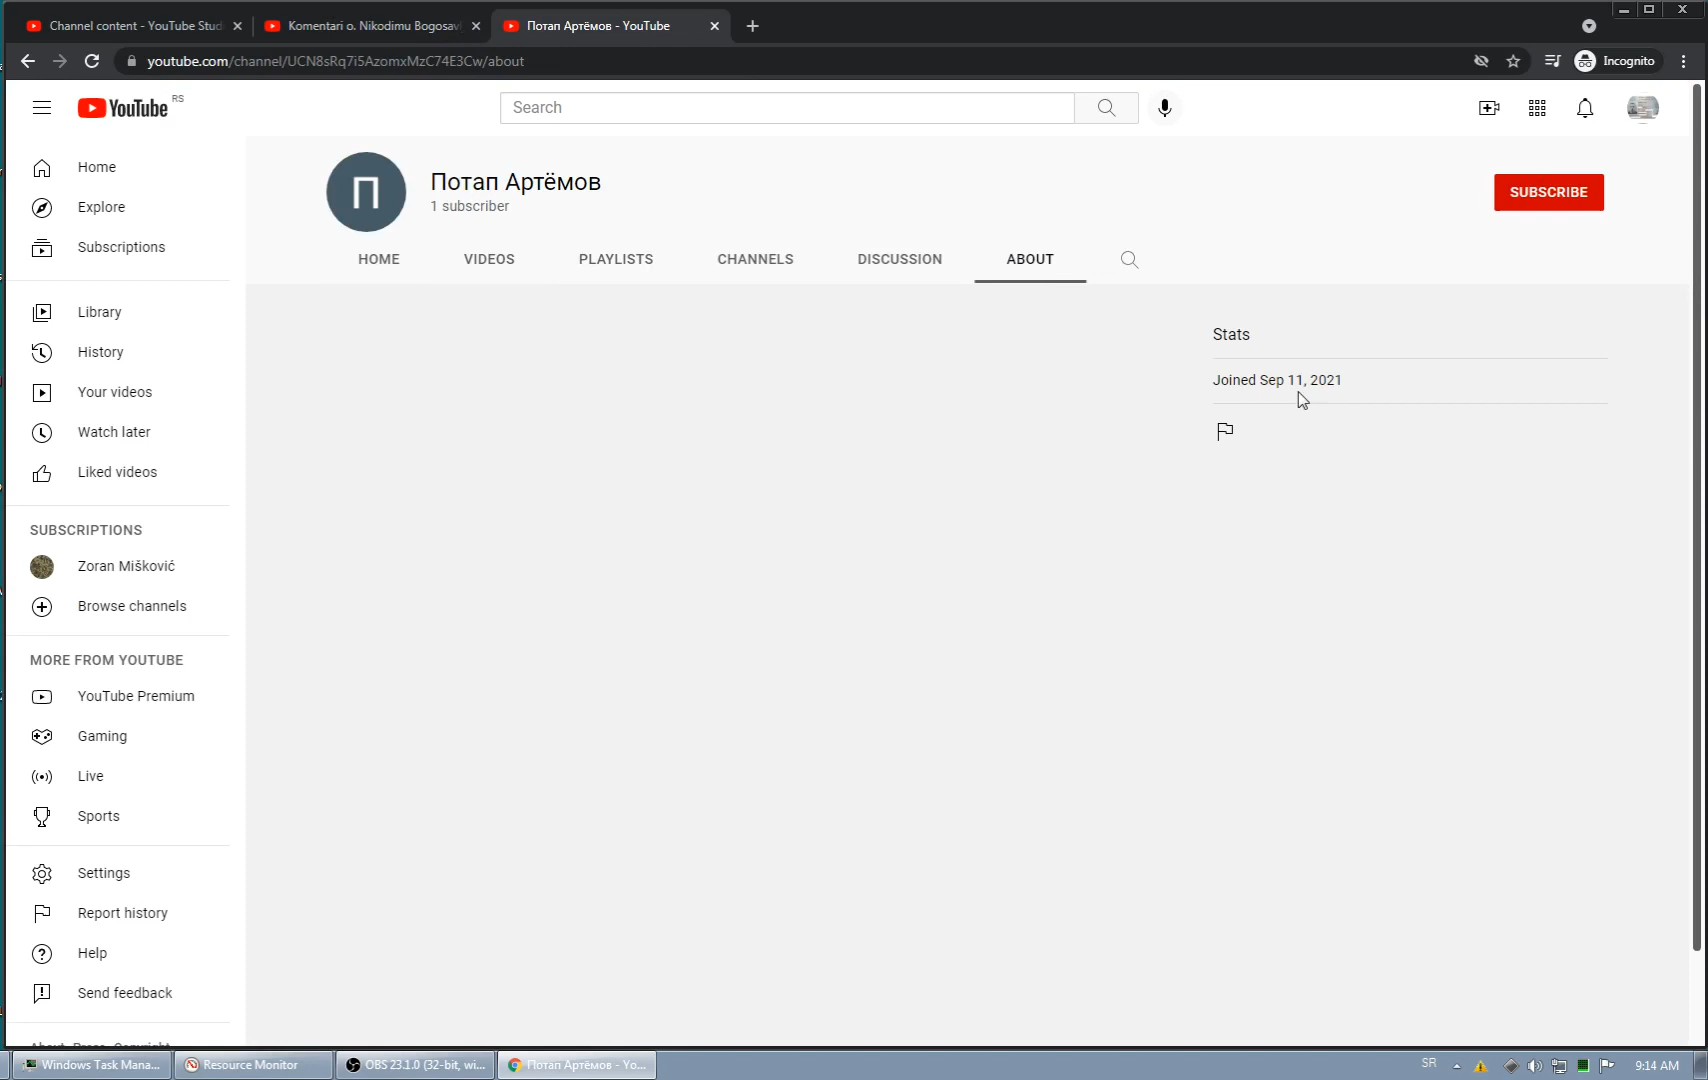 Channel content - YouTube Stud
Komentari o. Nikodimu Bogosavl
Потап Артёмов - YouTube
youtube.com/channel/UCN8sRq7i5AzomxMzC74E3Cw/about
Incognito
YouTube RS
Search
Home
Explore
Subscriptions
Library
History
Your videos
Watch later
Liked videos
SUBSCRIPTIONS
Zoran Mišković
Browse channels
MORE FROM YOUTUBE
YouTube Premium
Gaming
Live
Sports
Settings
Report history
Help
Send feedback
About Press Copyright
П
Потап Артёмов
1 subscriber
SUBSCRIBE
HOME VIDEOS PLAYLISTS CHANNELS DISCUSSION ABOUT
Stats
Joined Sep 11, 2021
Windows Task Mana...
Resource Monitor
OBS 23.1.0 (32-bit, wi...
Потап Артёмов - Yo...
SR
9:14 AM